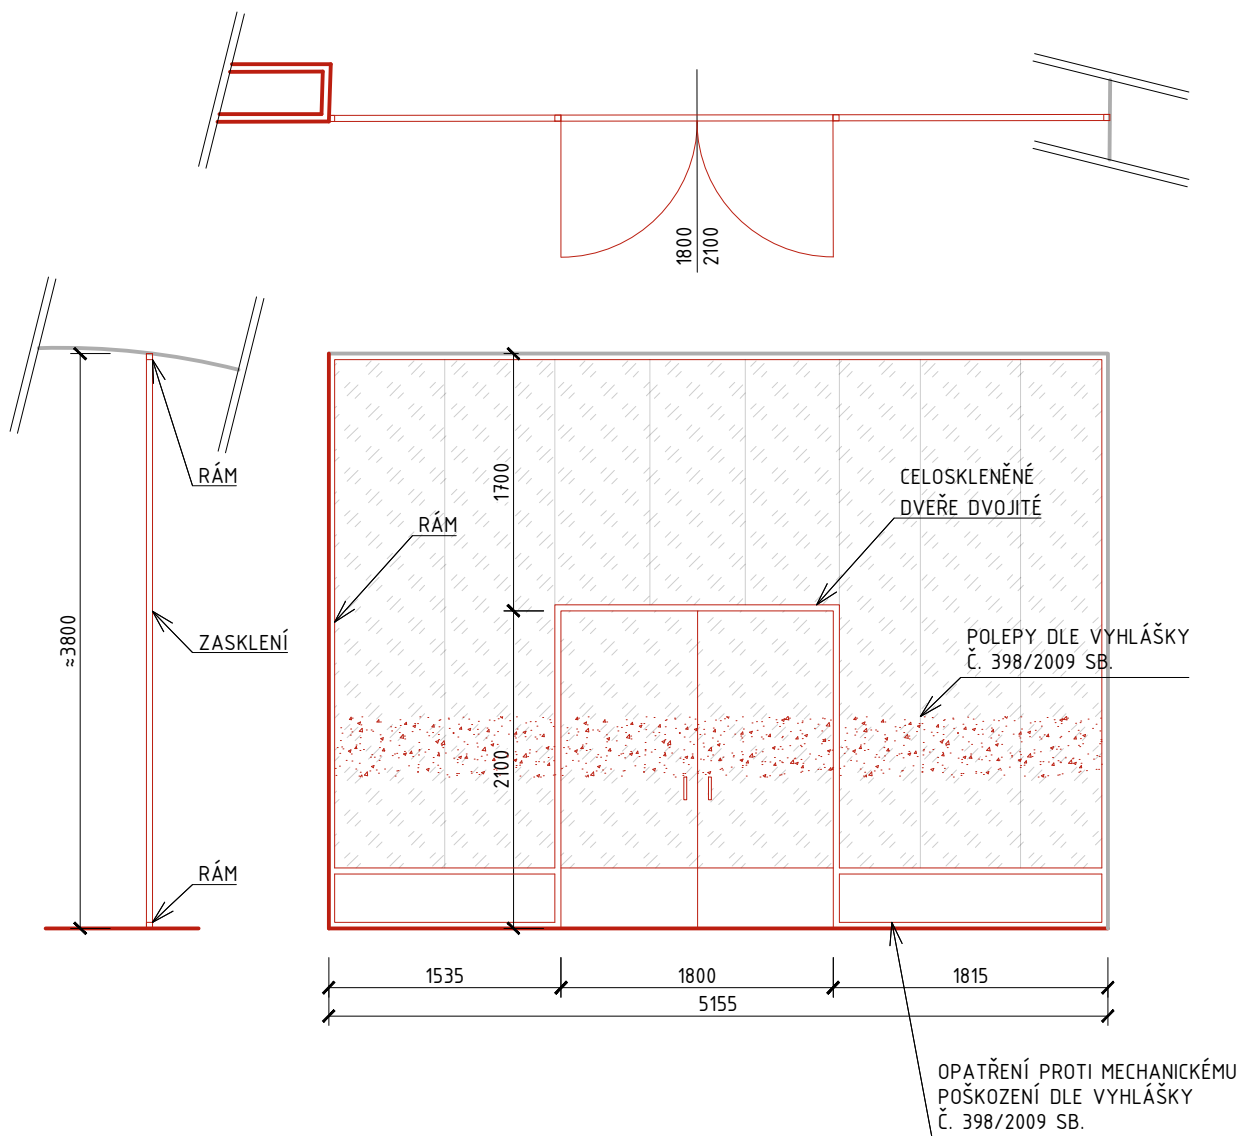 1800
2100
RÁM
RÁM
ZASKLENÍ
RÁM
≈3800
1700
2100
CELOSKLENĚNÉ
DVEŘE DVOJITÉ
POLEPY DLE VYHLÁŠKY
Č. 398/2009 SB.
1535
1800
1815
5155
OPATŘENÍ PROTI MECHANICKÉMU
POŠKOZENÍ DLE VYHLÁŠKY
Č. 398/2009 SB.